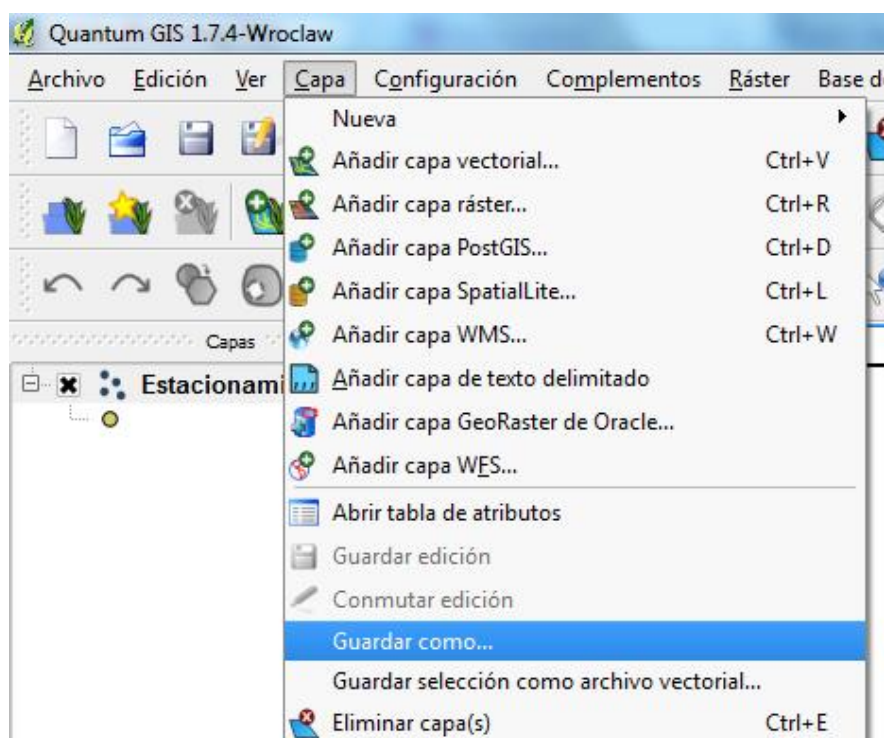 Quantum GIS 1.7.4-Wroclaw
Archivo Edición Ver Capa Configuración Complementos Ráster Base d
Nueva
Añadir capa vectorial... Ctrl+V
Añadir capa ráster... Ctrl+R
Añadir capa PostGIS... Ctrl+D
Añadir capa SpatialLite... Ctrl+L
Añadir capa WMS... Ctrl+W
Añadir capa de texto delimitado
Añadir capa GeoRaster de Oracle...
Añadir capa WFS...
Abrir tabla de atributos
Guardar edición
Conmutar edición
Guardar como...
Guardar selección como archivo vectorial...
Eliminar capa(s) Ctrl+E
Capas
Estacionami